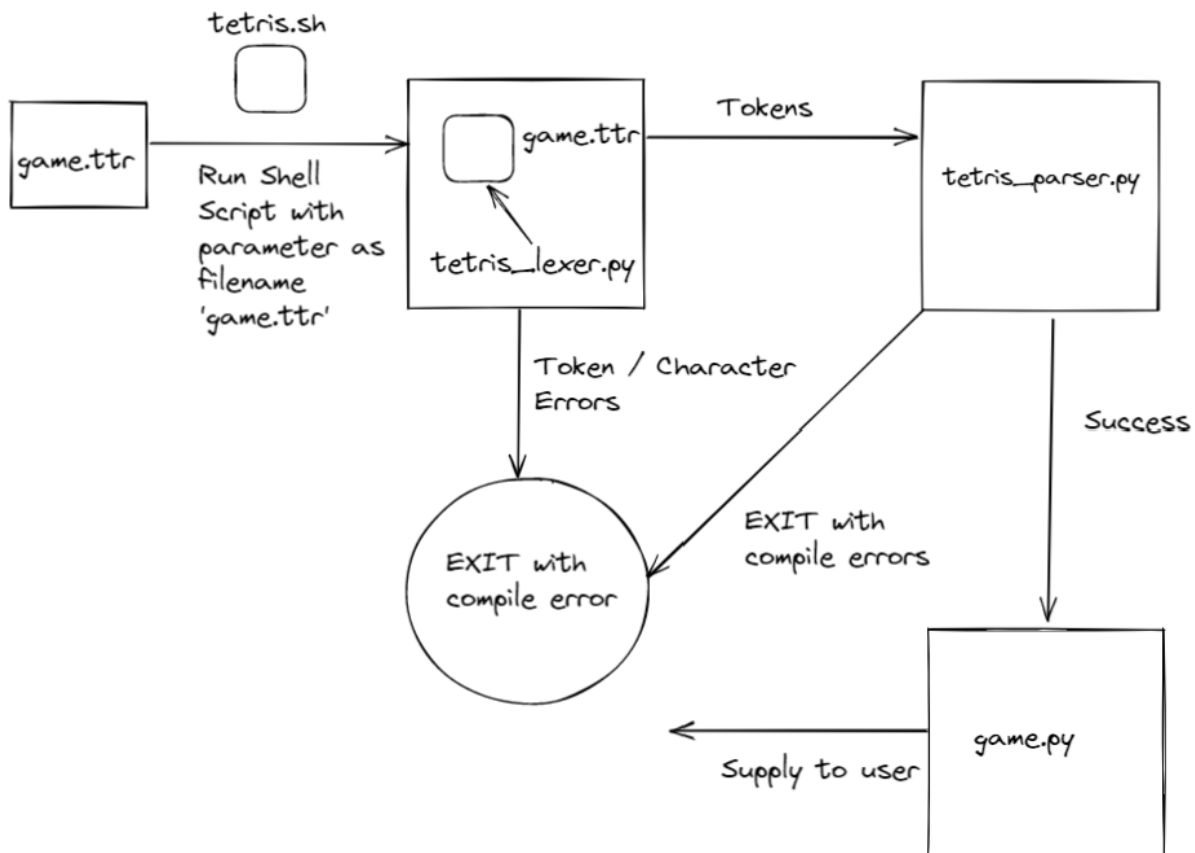 tetris.sh
game.ttr
Run Shell
Script with
parameter as
filename
'game.ttr'
game.ttr
tetris_lexer.py
Tokens
tetris_parser.py
Token / Character
Errors
EXIT with
compile errors
Success
EXIT with
compile error
game.py
Supply to user